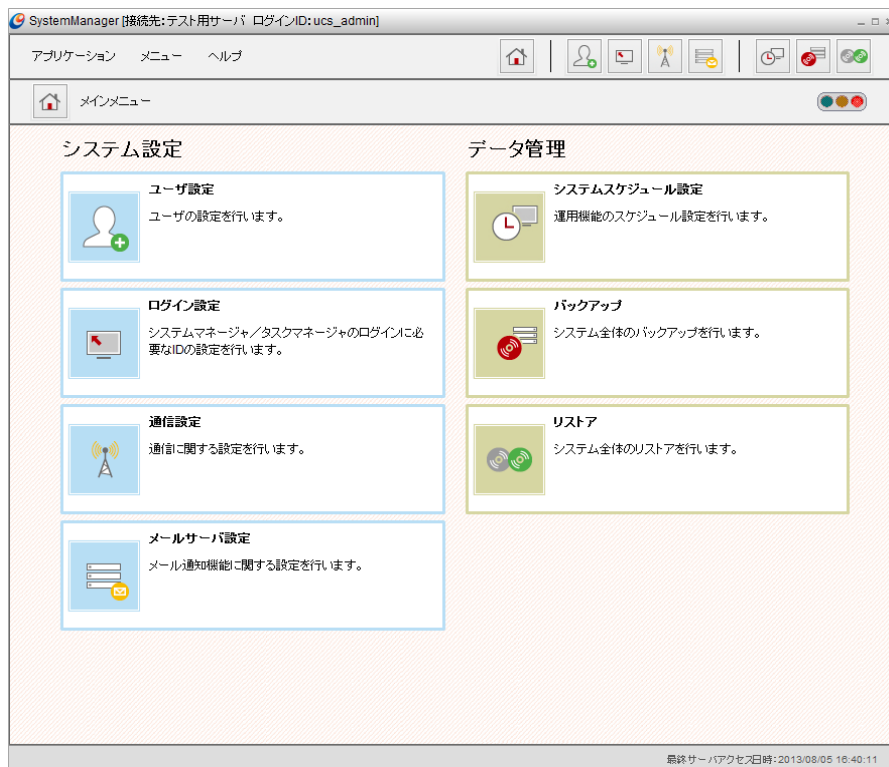 SystemManager [接続先:テスト用サーバ ログインID:ucs_admin]
アプリケーション メニュー ヘルプ
メインメニュー
システム設定
ユーザ設定
ユーザの設定を行います。
ログイン設定
システムマネージャ／タスクマネージャのログインに必
要なIDの設定を行います。
通信設定
通信に関する設定を行います。
メールサーバ設定
メール通知機能に関する設定を行います。
データ管理
システムスケジュール設定
運用機能のスケジュール設定を行います。
バックアップ
システム全体のバックアップを行います。
リストア
システム全体のリストアを行います。
最終サーバアクセス日時:2013/08/05 16:40:11